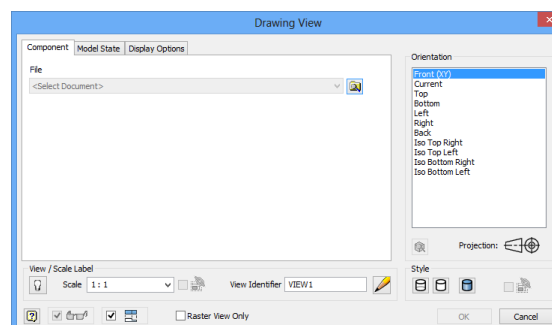 Drawing View
Component Model State Display Options
File
<Select Document>
Orientation
Front (XY)
Current
Top
Bottom
Left
Right
Back
Iso Top Right
Iso Top Left
Iso Bottom Right
Iso Bottom Left
Projection:
View / Scale Label
Scale 1 : 1
View Identifier VIEW1
Style
Raster View Only
OK Cancel